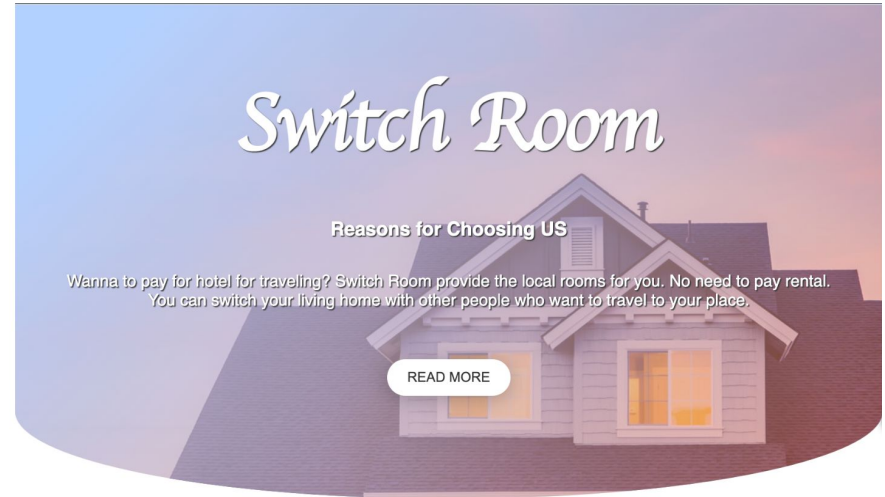 Switch Room
Reasons for Choosing US
Wanna to pay for hotel for traveling? Switch Room provide the local rooms for you. No need to pay rental.
You can switch your living home with other people who want to travel to your place.
READ MORE